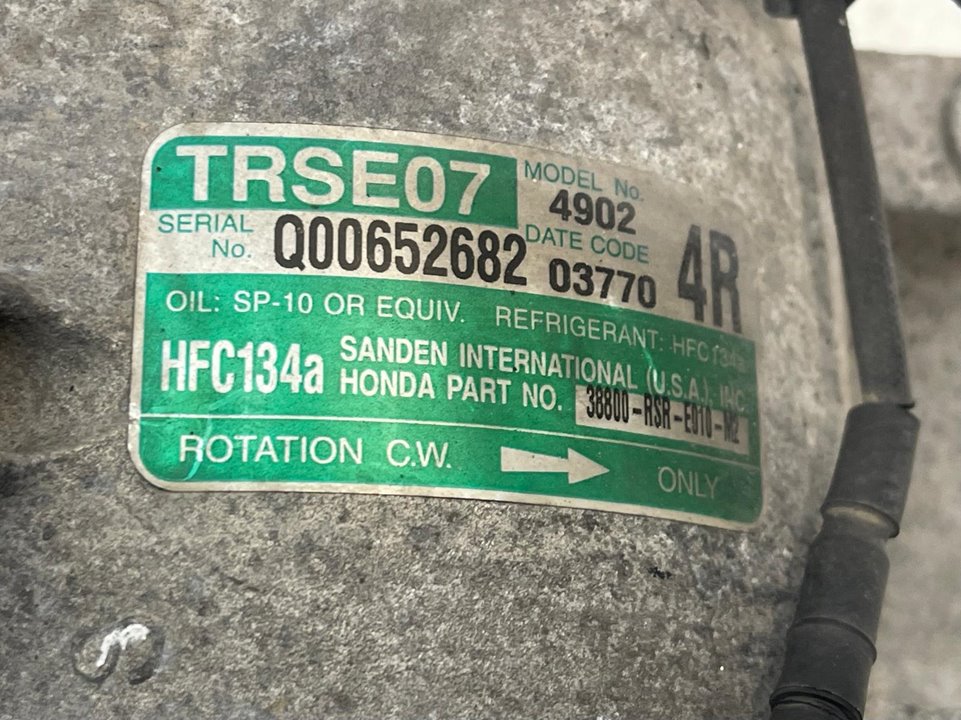 TRSE07
MODEL No.
4902
SERIAL No.
Q00652682
DATE CODE
03770
4R
OIL: SP-10 OR EQUIV. REFRIGERANT: HFC134a
HFC134a
SANDEN INTERNATIONAL (U.S.A.), INC.
HONDA PART NO. 38800-RSR-E010-M2
ROTATION C.W. ONLY